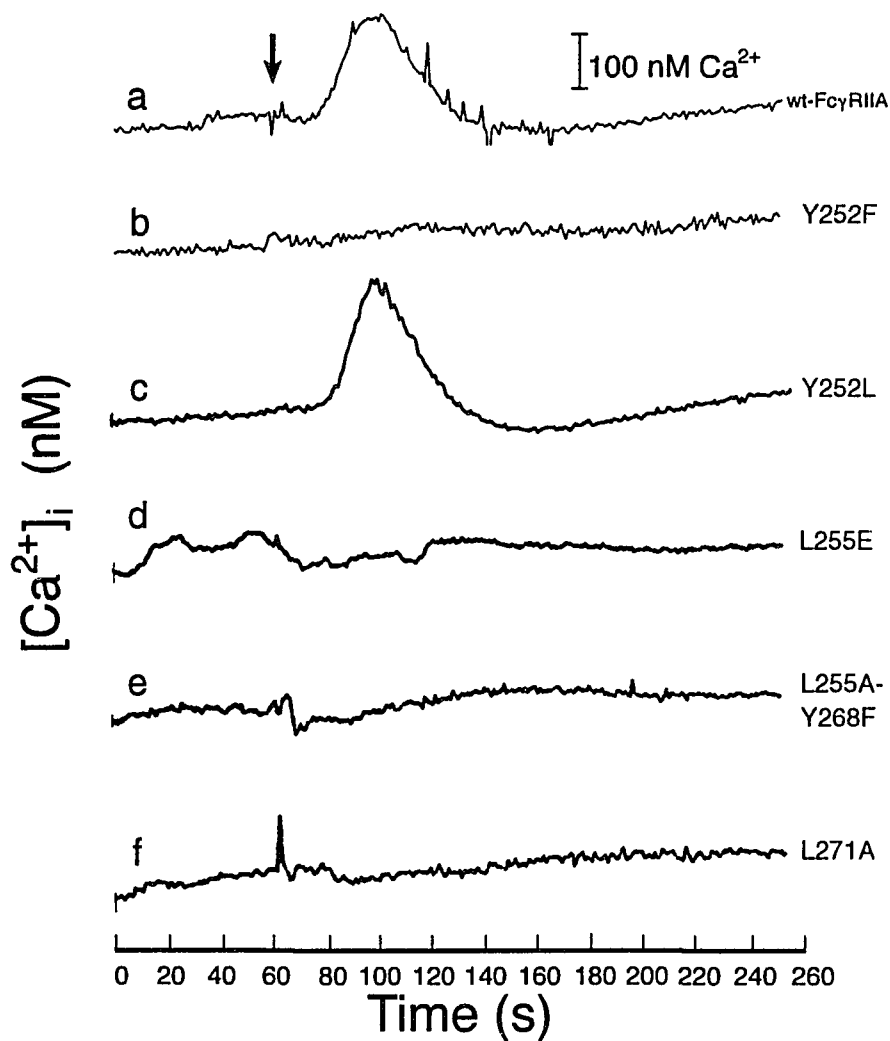 100 nM Ca²⁺
a
wt-FcγRIIA
b
Y252F
c
Y252L
d
L255E
e
L255A-
Y268F
f
L271A
[Ca²⁺]i (nM)
0 20 40 60 80 100 120 140 160 180 200 220 240 260
Time (s)